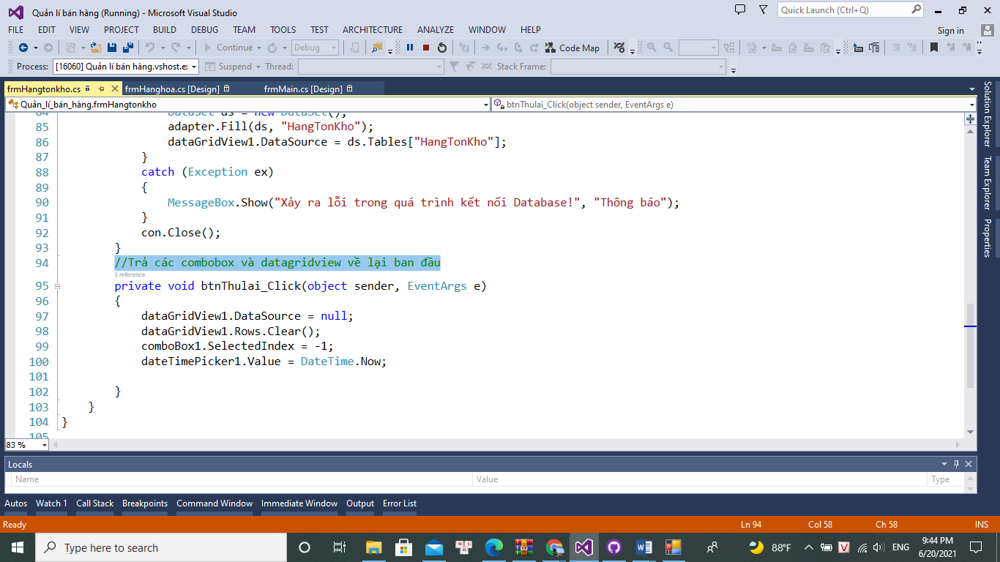 Quản lí bán hàng (Running) - Microsoft Visual Studio
Quick Launch (Ctrl+Q)
FILE EDIT VIEW PROJECT BUILD DEBUG TEAM TOOLS TEST ARCHITECTURE ANALYZE WINDOW HELP
Sign in
Continue Debug Code Map
Process: [16060] Quản lí bán hàng.vshost.ex Suspend Thread: Stack Frame:
frmHangtonkho.cs frmHanghoa.cs [Design] frmMain.cs [Design]
Quản_lí_bán_hàng.frmHangtonkho btnThulai_Click(object sender, EventArgs e)
84 DataSet ds = new DataSet();
85 adapter.Fill(ds, "HangTonKho");
86 dataGridView1.DataSource = ds.Tables["HangTonKho"];
87 }
88 catch (Exception ex)
89 {
90 MessageBox.Show("Xảy ra lỗi trong quá trình kết nối Database!", "Thông báo");
91 }
92 con.Close();
93 }
94 //Trả các combobox và datagridview về lại ban đầu
1 reference
95 private void btnThulai_Click(object sender, EventArgs e)
96 {
97 dataGridView1.DataSource = null;
98 dataGridView1.Rows.Clear();
99 comboBox1.SelectedIndex = -1;
100 dateTimePicker1.Value = DateTime.Now;
101
102 }
103 }
104 }
105
83 %
Solution Explorer
Team Explorer
Properties
Locals
Name Value Type
Autos Watch 1 Call Stack Breakpoints Command Window Immediate Window Output Error List
Ready Ln 94 Col 58 Ch 58 INS
Type here to search
88°F
ENG
9:44 PM
6/20/2021